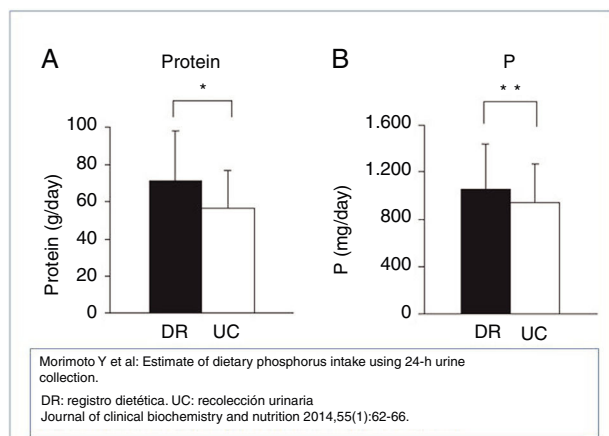 A
Protein
*
100
80
60
40
20
0
Protein (g/day)
DR UC
B
P
**
1.600
1.200
800
400
0
P (mg/day)
DR UC
Morimoto Y et al: Estimate of dietary phosphorus intake using 24-h urine
collection.
DR: registro dietética. UC: recolección urinaria
Journal of clinical biochemistry and nutrition 2014,55(1):62-66.